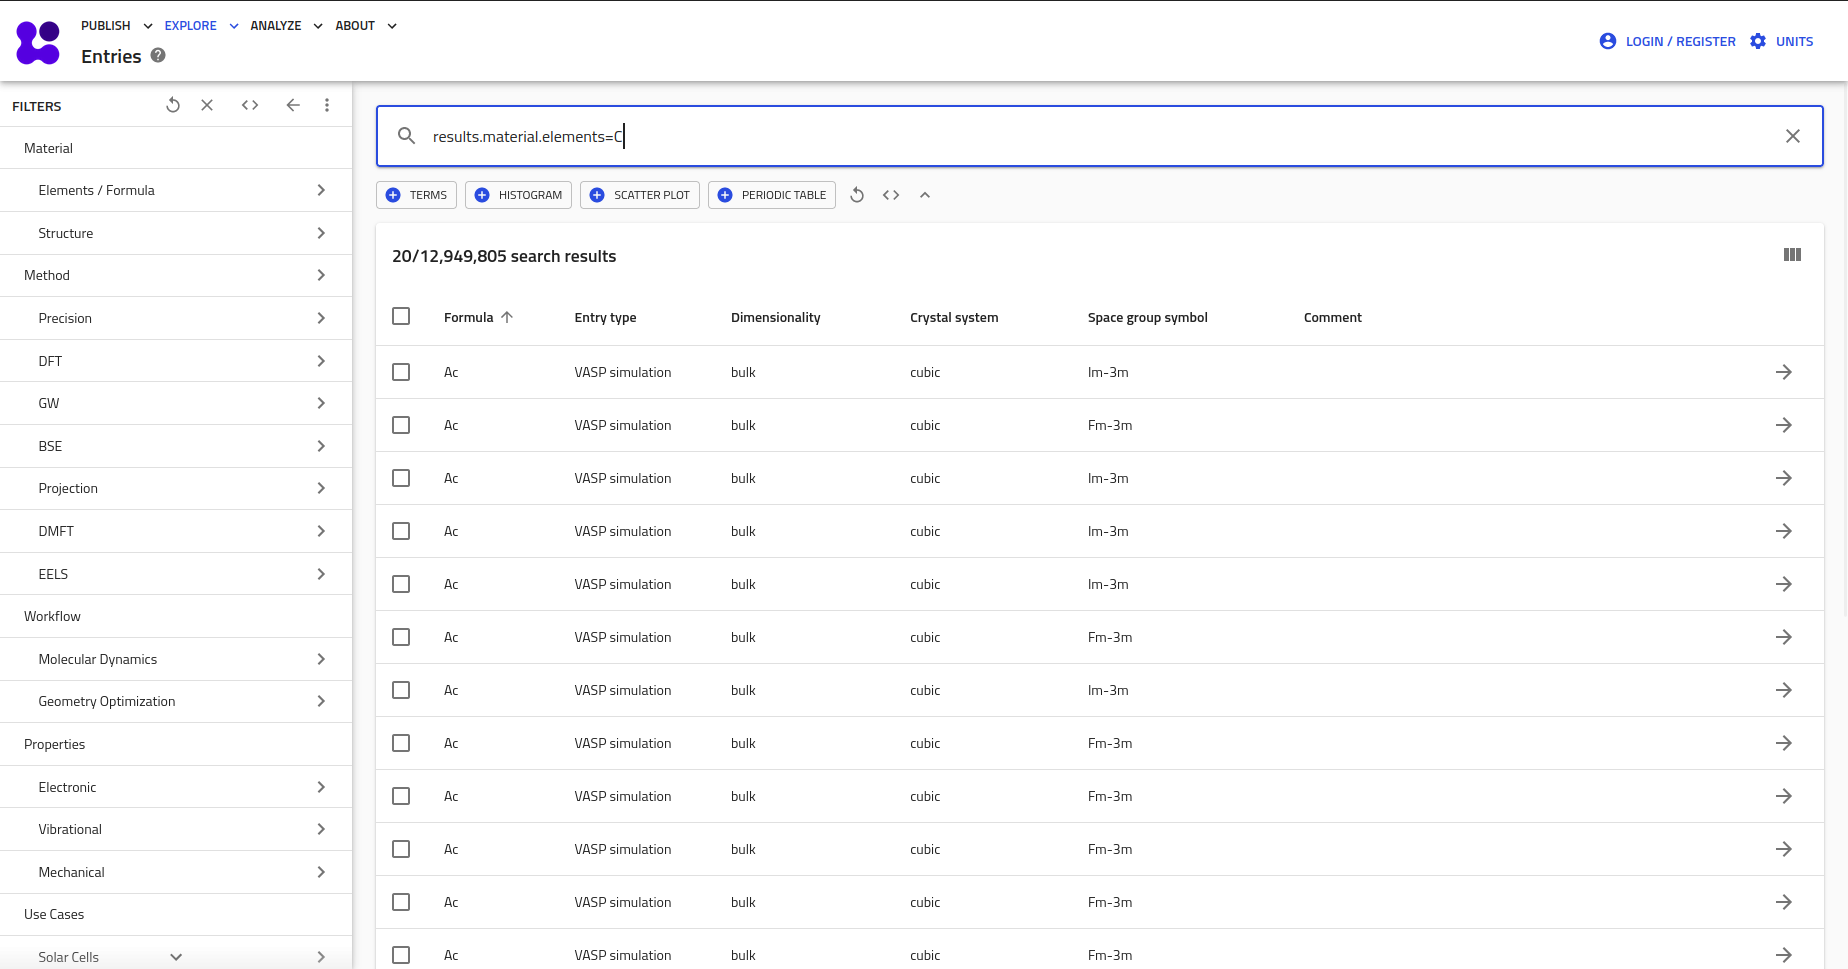 PUBLISH EXPLORE ANALYZE ABOUT
Entries ?
LOGIN / REGISTER UNITS
FILTERS
Material
Elements / Formula
Structure
Method
Precision
DFT
GW
BSE
Projection
DMFT
EELS
Workflow
Molecular Dynamics
Geometry Optimization
Properties
Electronic
Vibrational
Mechanical
Use Cases
Solar Cells
results.material.elements=C
TERMS HISTOGRAM SCATTER PLOT PERIODIC TABLE
20/12,949,805 search results
Formula Entry type Dimensionality Crystal system Space group symbol Comment
Ac VASP simulation bulk cubic Im-3m
Ac VASP simulation bulk cubic Fm-3m
Ac VASP simulation bulk cubic Im-3m
Ac VASP simulation bulk cubic Im-3m
Ac VASP simulation bulk cubic Im-3m
Ac VASP simulation bulk cubic Fm-3m
Ac VASP simulation bulk cubic Im-3m
Ac VASP simulation bulk cubic Fm-3m
Ac VASP simulation bulk cubic Fm-3m
Ac VASP simulation bulk cubic Fm-3m
Ac VASP simulation bulk cubic Fm-3m
Ac VASP simulation bulk cubic Fm-3m